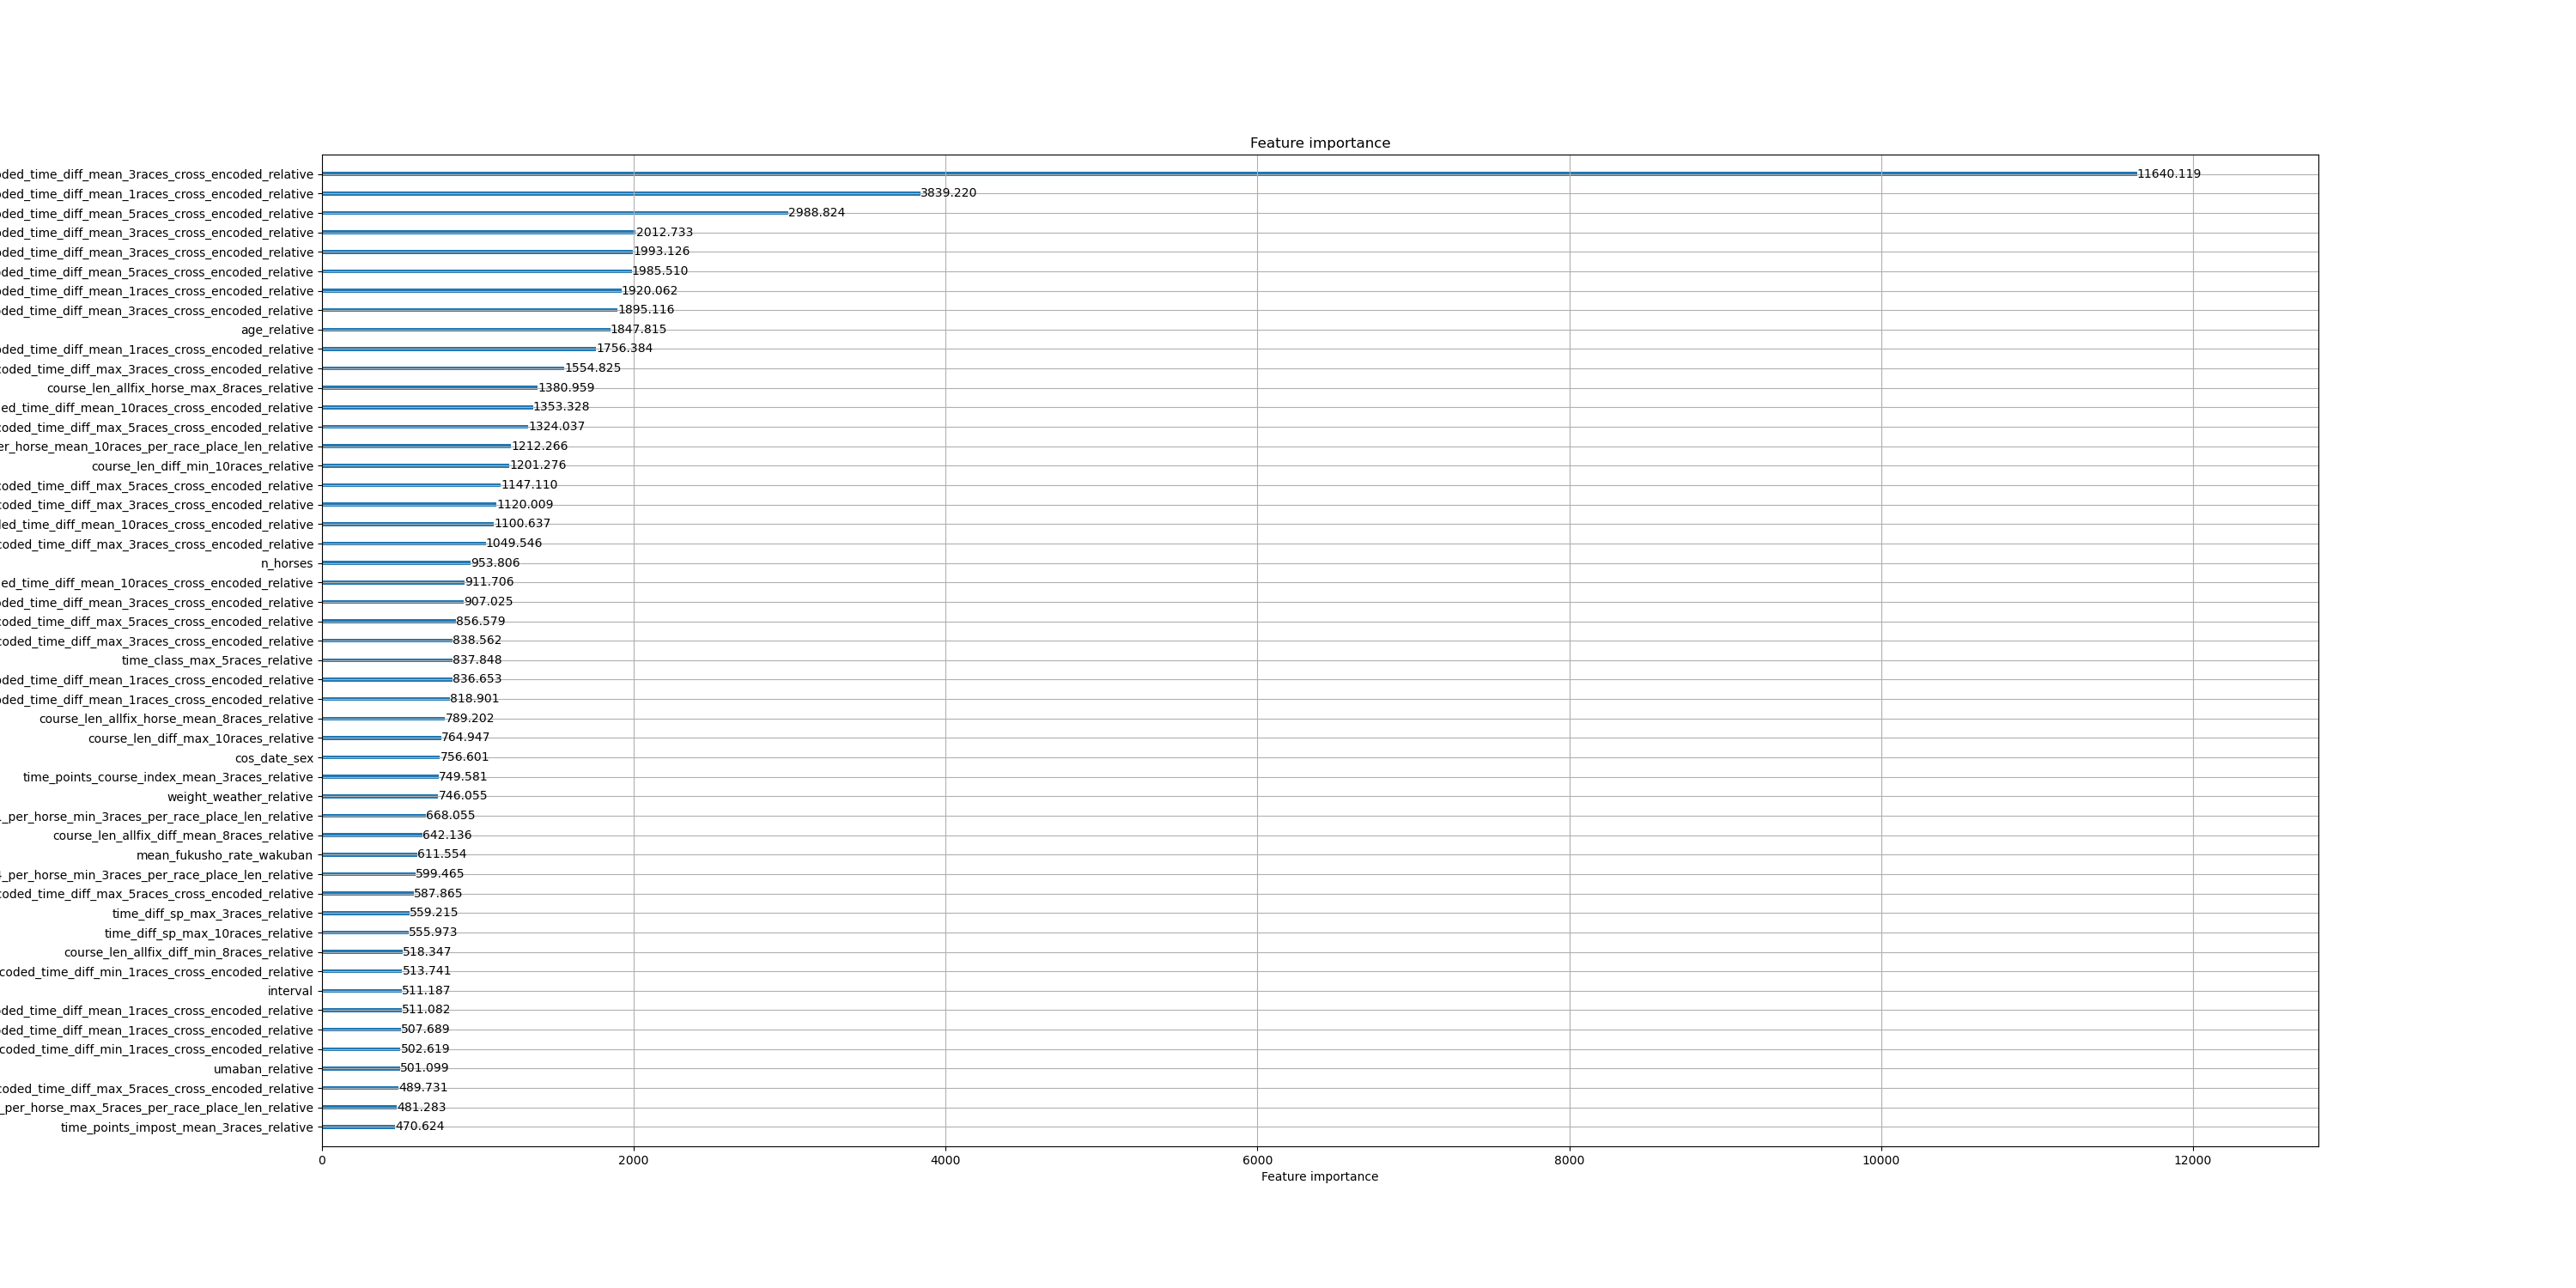 Feature importance
oded_time_diff_mean_3races_cross_encoded_relative 11640.119
oded_time_diff_mean_1races_cross_encoded_relative 3839.220
oded_time_diff_mean_5races_cross_encoded_relative 2988.824
oded_time_diff_mean_3races_cross_encoded_relative 2012.733
oded_time_diff_mean_3races_cross_encoded_relative 1993.126
oded_time_diff_mean_5races_cross_encoded_relative 1985.510
oded_time_diff_mean_1races_cross_encoded_relative 1920.062
oded_time_diff_mean_3races_cross_encoded_relative 1895.116
age_relative 1847.815
oded_time_diff_mean_1races_cross_encoded_relative 1756.384
coded_time_diff_max_3races_cross_encoded_relative 1554.825
course_len_allfix_horse_max_8races_relative 1380.959
ed_time_diff_mean_10races_cross_encoded_relative 1353.328
coded_time_diff_max_5races_cross_encoded_relative 1324.037
er_horse_mean_10races_per_race_place_len_relative 1212.266
course_len_diff_min_10races_relative 1201.276
coded_time_diff_max_5races_cross_encoded_relative 1147.110
coded_time_diff_max_3races_cross_encoded_relative 1120.009
ded_time_diff_mean_10races_cross_encoded_relative 1100.637
coded_time_diff_max_3races_cross_encoded_relative 1049.546
n_horses 953.806
ed_time_diff_mean_10races_cross_encoded_relative 911.706
oded_time_diff_mean_3races_cross_encoded_relative 907.025
coded_time_diff_max_5races_cross_encoded_relative 856.579
coded_time_diff_max_3races_cross_encoded_relative 838.562
time_class_max_5races_relative 837.848
oded_time_diff_mean_1races_cross_encoded_relative 836.653
oded_time_diff_mean_1races_cross_encoded_relative 818.901
course_len_allfix_horse_mean_8races_relative 789.202
course_len_diff_max_10races_relative 764.947
cos_date_sex 756.601
time_points_course_index_mean_3races_relative 749.581
weight_weather_relative 746.055
_per_horse_min_3races_per_race_place_len_relative 668.055
course_len_allfix_diff_mean_8races_relative 642.136
mean_fukusho_rate_wakuban 611.554
_per_horse_min_3races_per_race_place_len_relative 599.465
coded_time_diff_max_5races_cross_encoded_relative 587.865
time_diff_sp_max_3races_relative 559.215
time_diff_sp_max_10races_relative 555.973
course_len_allfix_diff_min_8races_relative 518.347
coded_time_diff_min_1races_cross_encoded_relative 513.741
interval 511.187
oded_time_diff_mean_1races_cross_encoded_relative 511.082
oded_time_diff_mean_1races_cross_encoded_relative 507.689
coded_time_diff_min_1races_cross_encoded_relative 502.619
umaban_relative 501.099
coded_time_diff_max_5races_cross_encoded_relative 489.731
_per_horse_max_5races_per_race_place_len_relative 481.283
time_points_impost_mean_3races_relative 470.624
0 2000 4000 6000 8000 10000 12000
Feature importance